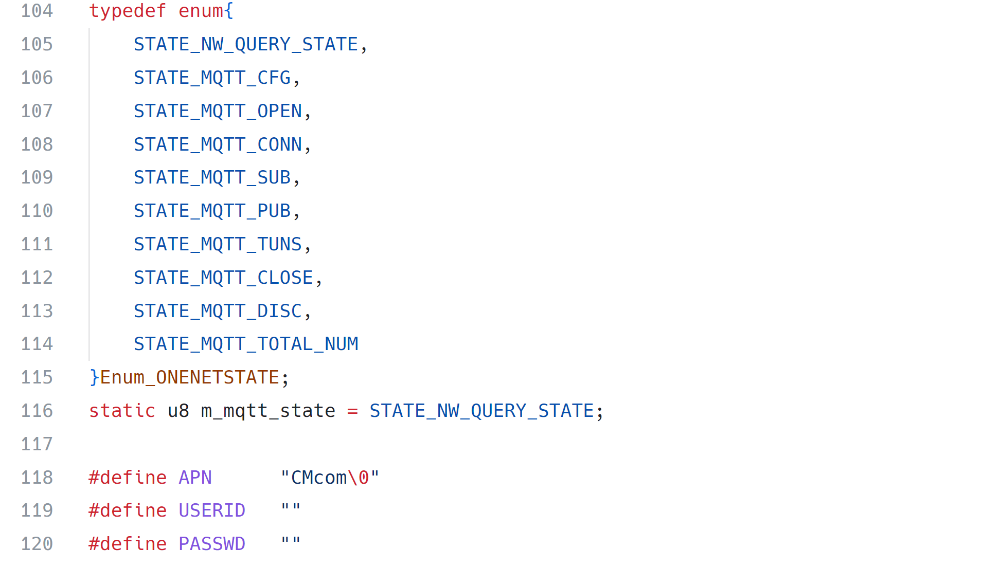 104 typedef enum{
105     STATE_NW_QUERY_STATE,
106     STATE_MQTT_CFG,
107     STATE_MQTT_OPEN,
108     STATE_MQTT_CONN,
109     STATE_MQTT_SUB,
110     STATE_MQTT_PUB,
111     STATE_MQTT_TUNS,
112     STATE_MQTT_CLOSE,
113     STATE_MQTT_DISC,
114     STATE_MQTT_TOTAL_NUM
115 }Enum_ONENETSTATE;
116 static u8 m_mqtt_state = STATE_NW_QUERY_STATE;
117
118 #define APN      "CMcom\0"
119 #define USERID   ""
120 #define PASSWD   ""